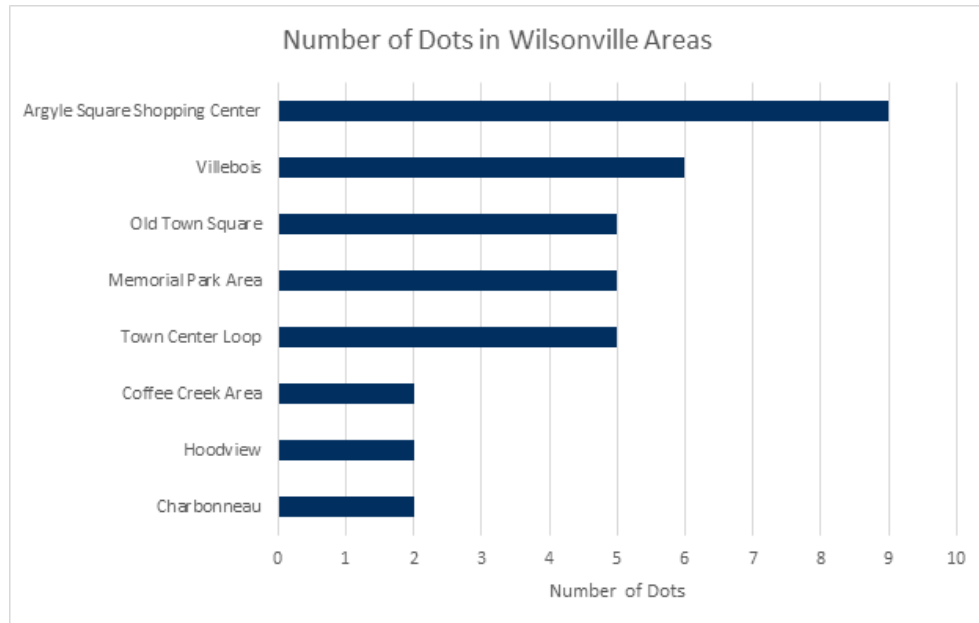 Number of Dots in Wilsonville Areas
Argyle Square Shopping Center
Villebois
Old Town Square
Memorial Park Area
Town Center Loop
Coffee Creek Area
Hoodview
Charbonneau
0 1 2 3 4 5 6 7 8 9 10
Number of Dots